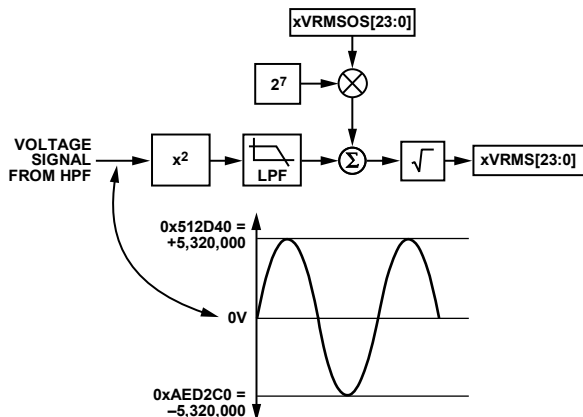 xVRMSOS[23:0]
2⁷
VOLTAGE
SIGNAL
FROM HPF
x²
LPF
Σ
√
xVRMS[23:0]
0x512D40 =
+5,320,000
0V
0xAED2C0 =
–5,320,000